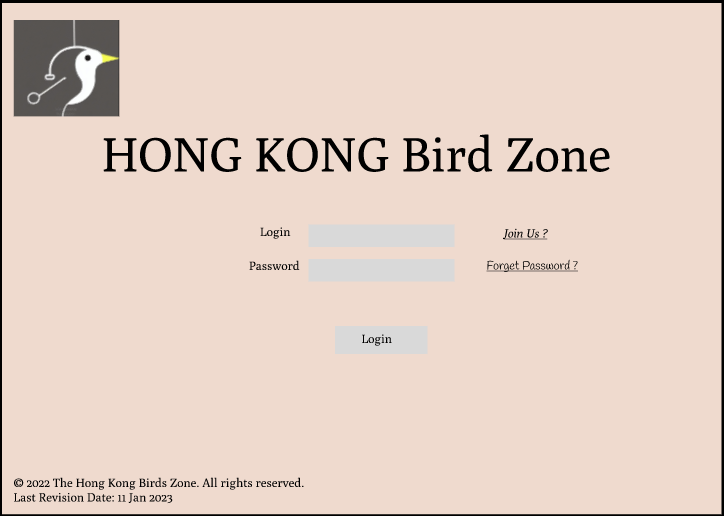 HONG KONG Bird Zone
Login
Join Us ?
Password
Forget Password ?
Login
© 2022 The Hong Kong Birds Zone. All rights reserved.
Last Revision Date: 11 Jan 2023